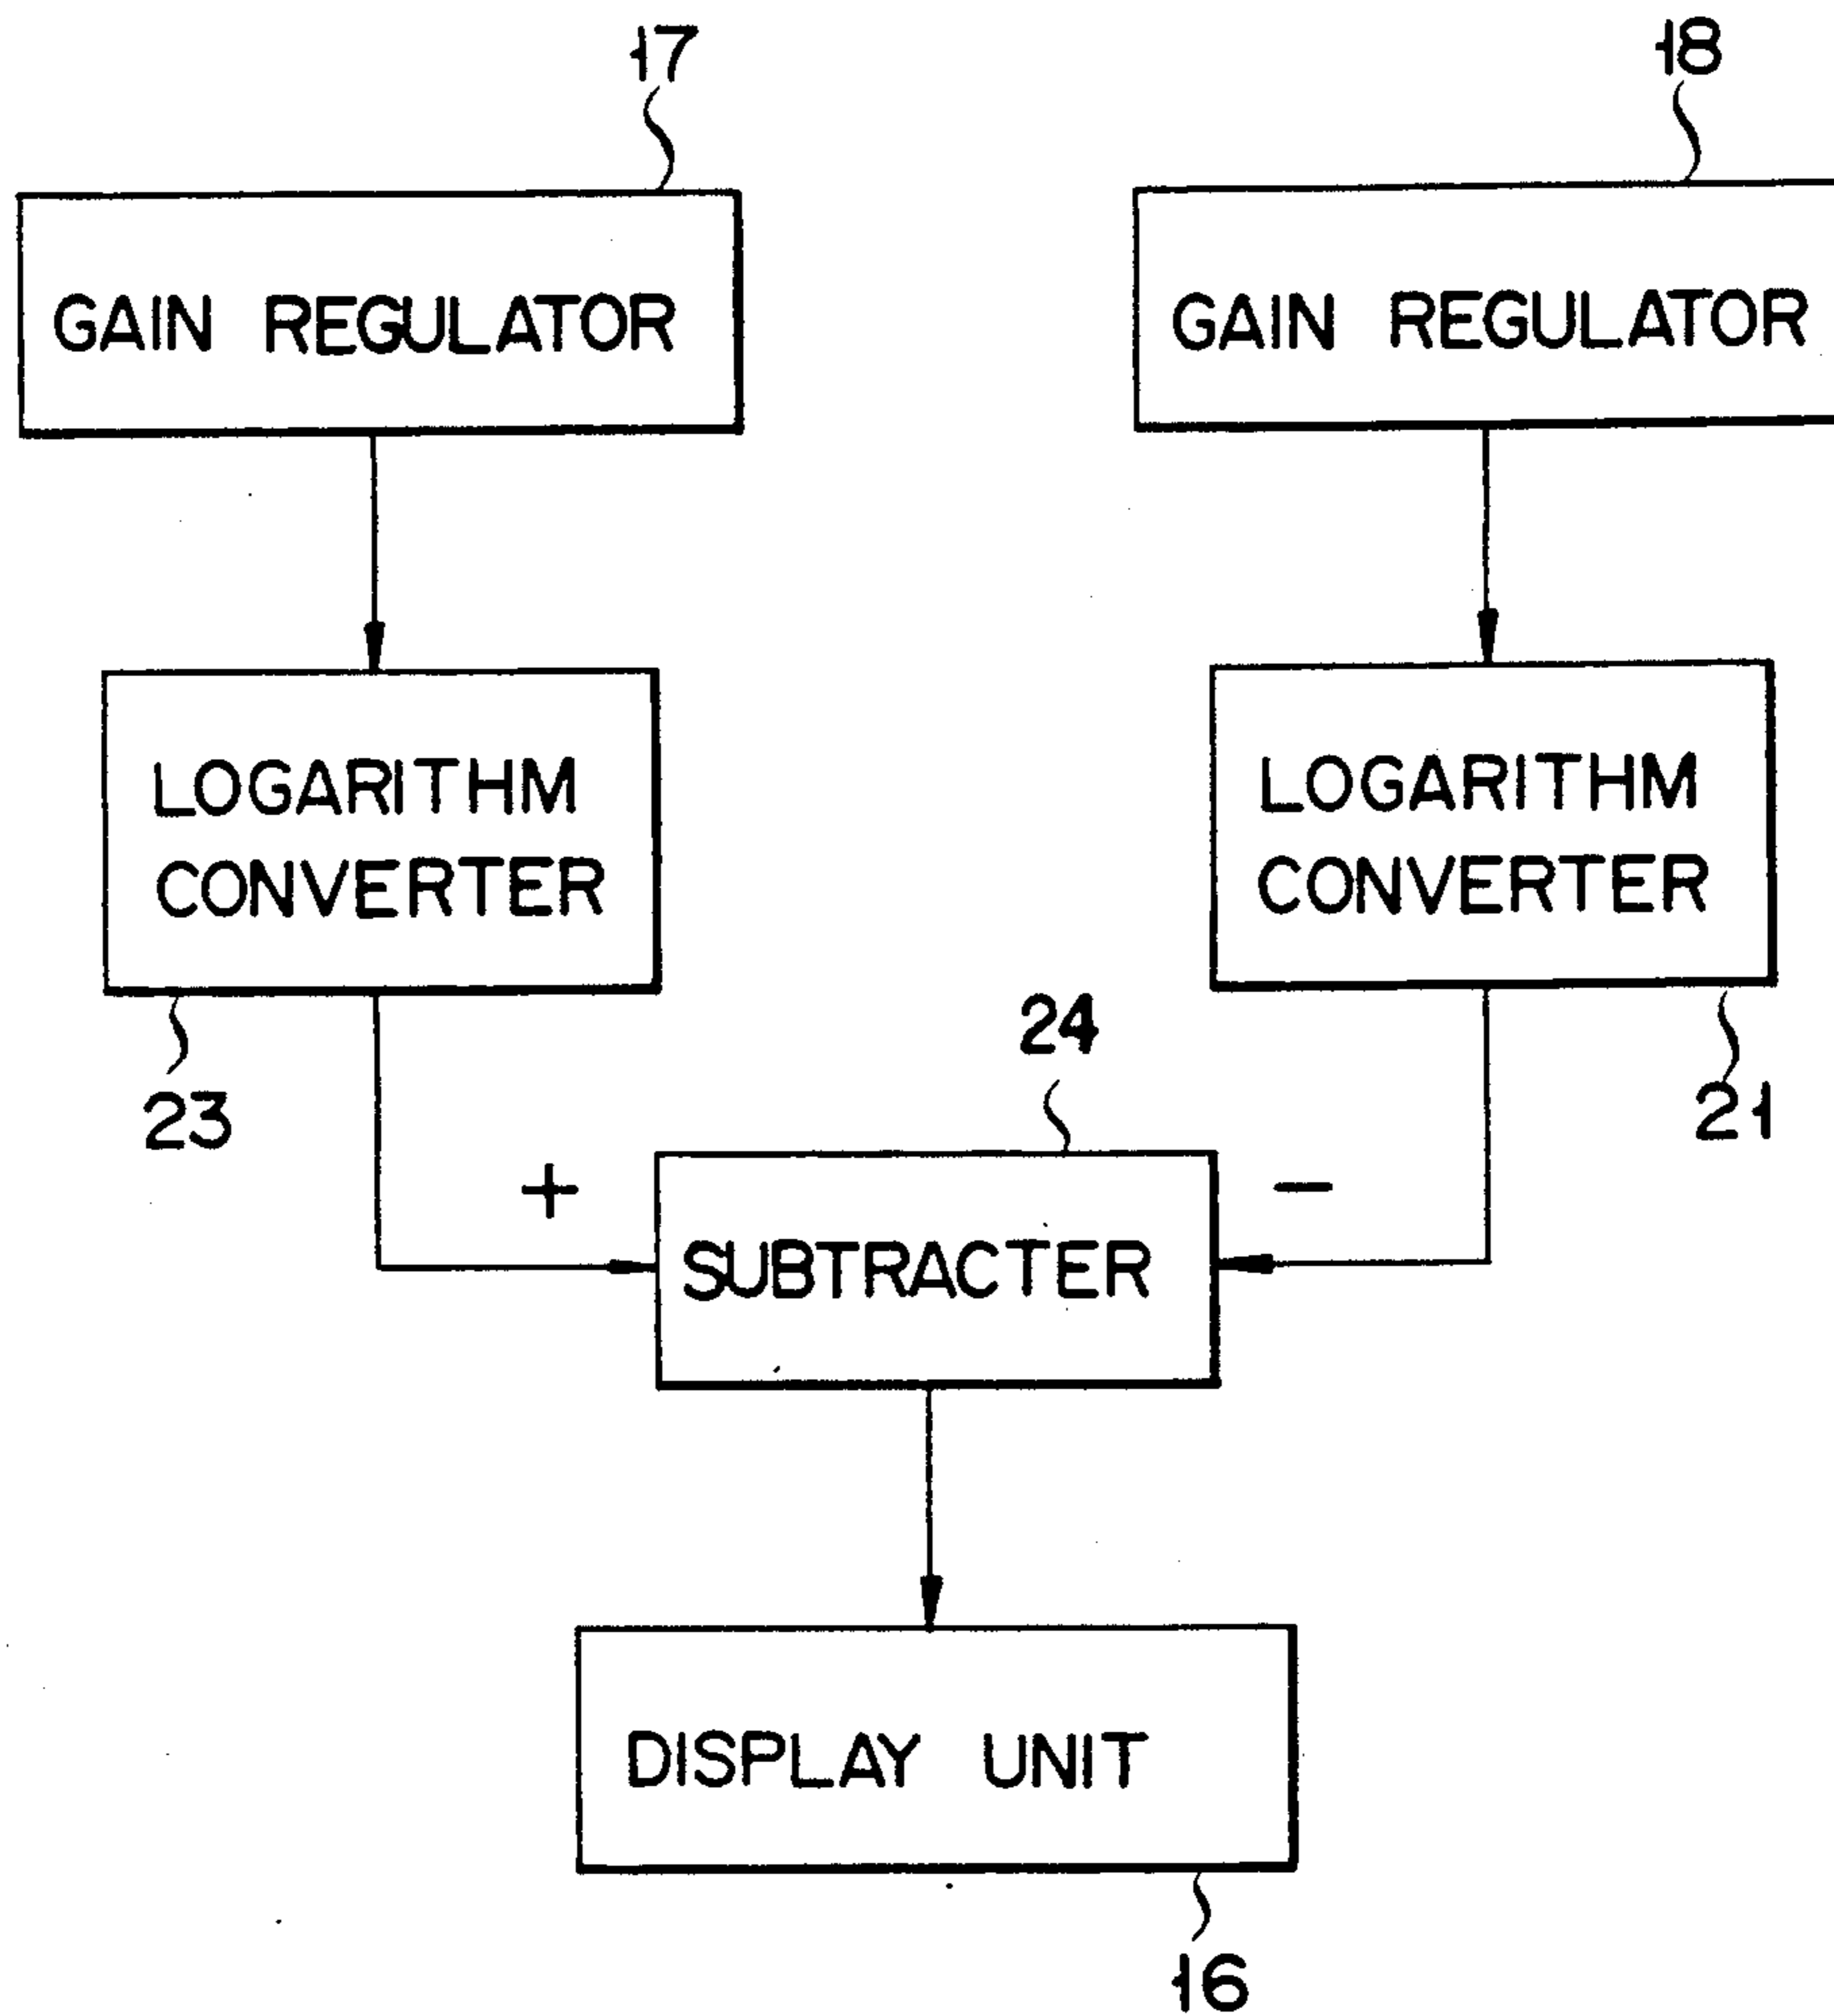 17
18
GAIN REGULATOR
GAIN REGULATOR
LOGARITHM
CONVERTER
LOGARITHM
CONVERTER
23
24
21
+
−
SUBTRACTER
DISPLAY UNIT
16